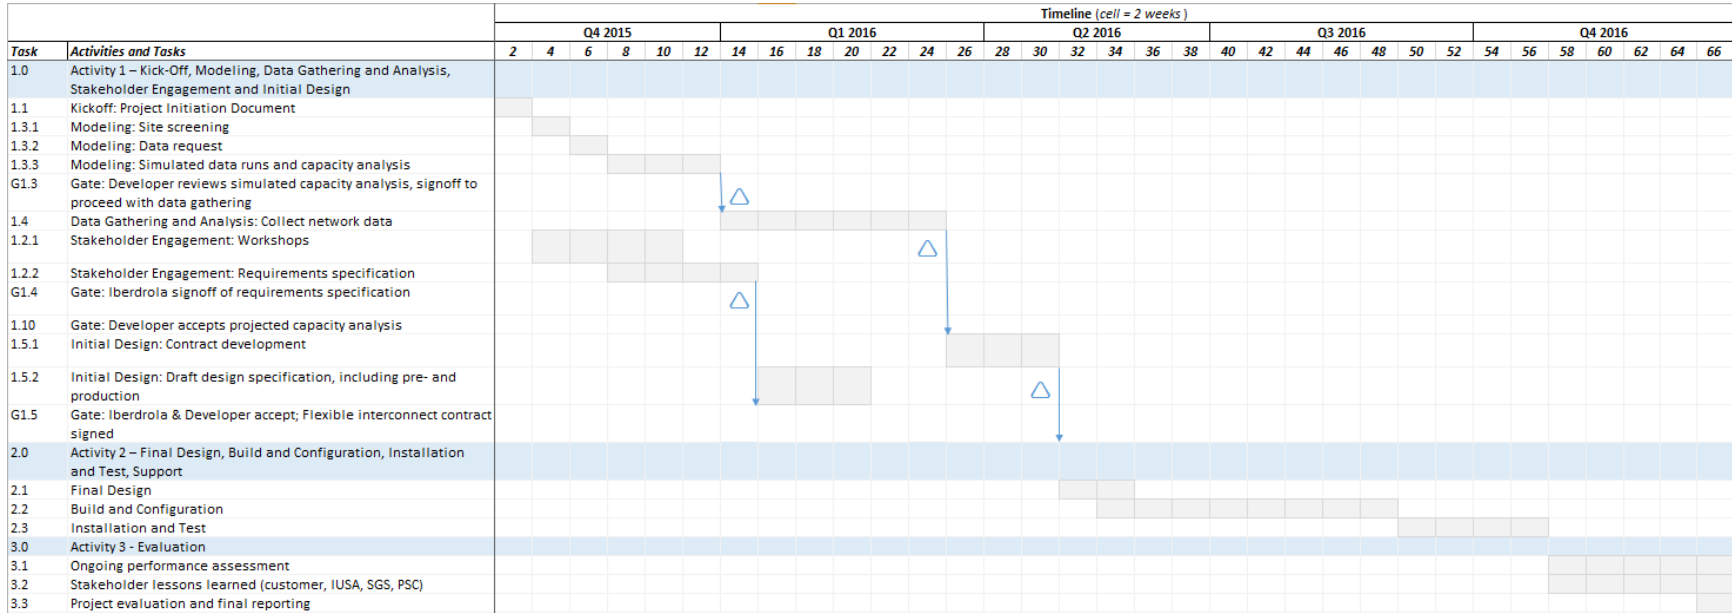 Timeline (cell = 2 weeks )
Q4 2015 Q1 2016 Q2 2016 Q3 2016 Q4 2016
Task Activities and Tasks 2 4 6 8 10 12 14 16 18 20 22 24 26 28 30 32 34 36 38 40 42 44 46 48 50 52 54 56 58 60 62 64 66
1.0 Activity 1 – Kick-Off, Modeling, Data Gathering and Analysis,
Stakeholder Engagement and Initial Design
1.1 Kickoff: Project Initiation Document
1.3.1 Modeling: Site screening
1.3.2 Modeling: Data request
1.3.3 Modeling: Simulated data runs and capacity analysis
G1.3 Gate: Developer reviews simulated capacity analysis, signoff to
proceed with data gathering
1.4 Data Gathering and Analysis: Collect network data
1.2.1 Stakeholder Engagement: Workshops
1.2.2 Stakeholder Engagement: Requirements specification
G1.4 Gate: Iberdrola signoff of requirements specification
1.10 Gate: Developer accepts projected capacity analysis
1.5.1 Initial Design: Contract development
1.5.2 Initial Design: Draft design specification, including pre- and
production
G1.5 Gate: Iberdrola & Developer accept; Flexible interconnect contract
signed
2.0 Activity 2 – Final Design, Build and Configuration, Installation
and Test, Support
2.1 Final Design
2.2 Build and Configuration
2.3 Installation and Test
3.0 Activity 3 - Evaluation
3.1 Ongoing performance assessment
3.2 Stakeholder lessons learned (customer, IUSA, SGS, PSC)
3.3 Project evaluation and final reporting